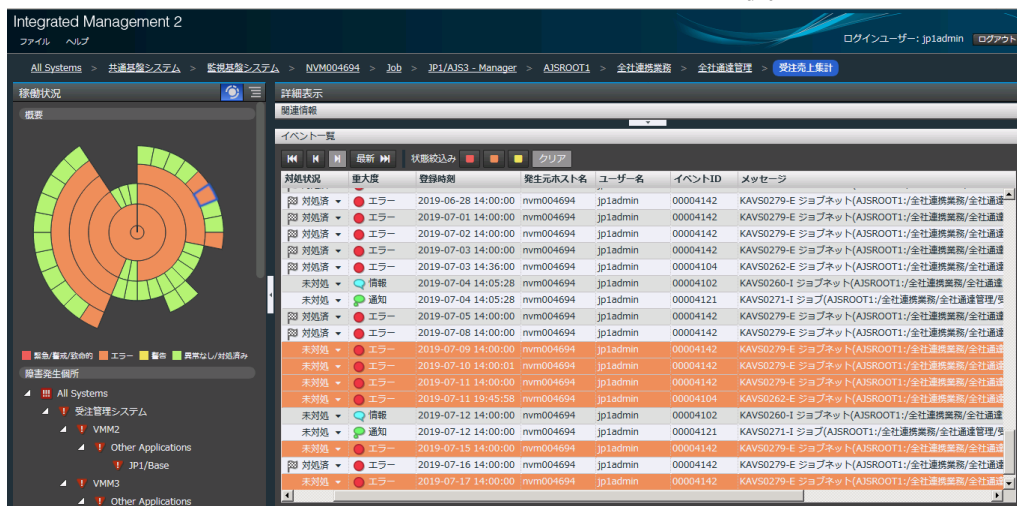 Integrated Management 2
ファイル ヘルプ
ログインユーザー: jp1admin ログアウト
All Systems > 共通基盤システム > 監視基盤システム > NVM004694 > Job > JP1/AJS3 - Manager > AJSROOT1 > 全社連携業務 > 全社通達管理 > 受注売上集計
稼働状況
概要
緊急/警戒/致命的 エラー 警告 異常なし/対処済み
障害発生個所
All Systems
受注管理システム
VMM2
Other Applications
JP1/Base
VMM3
Other Applications
詳細表示
関連情報
イベント一覧
最新 状態絞込み クリア
対処状況 重大度 登録時刻 発生元ホスト名 ユーザー名 イベントID メッセージ
対処済 エラー 2019-06-28 14:00:00 nvm004694 jp1admin 00004142 KAVS0279-E ジョブネット(AJSROOT1:/全社連携業務/全社通達
対処済 エラー 2019-07-01 14:00:00 nvm004694 jp1admin 00004142 KAVS0279-E ジョブネット(AJSROOT1:/全社連携業務/全社通達
対処済 エラー 2019-07-02 14:00:00 nvm004694 jp1admin 00004142 KAVS0279-E ジョブネット(AJSROOT1:/全社連携業務/全社通達
対処済 エラー 2019-07-03 14:00:00 nvm004694 jp1admin 00004142 KAVS0279-E ジョブネット(AJSROOT1:/全社連携業務/全社通達
対処済 エラー 2019-07-03 14:36:00 nvm004694 jp1admin 00004104 KAVS0262-E ジョブネット(AJSROOT1:/全社連携業務/全社通達
未対処 情報 2019-07-04 14:05:28 nvm004694 jp1admin 00004102 KAVS0260-I ジョブネット(AJSROOT1:/全社連携業務/全社通達
未対処 通知 2019-07-04 14:05:28 nvm004694 jp1admin 00004121 KAVS0271-I ジョブ(AJSROOT1:/全社連携業務/全社通達管理/受
対処済 エラー 2019-07-05 14:00:00 nvm004694 jp1admin 00004142 KAVS0279-E ジョブネット(AJSROOT1:/全社連携業務/全社通達
対処済 エラー 2019-07-08 14:00:00 nvm004694 jp1admin 00004142 KAVS0279-E ジョブネット(AJSROOT1:/全社連携業務/全社通達
未対処 エラー 2019-07-09 14:00:00 nvm004694 jp1admin 00004142 KAVS0279-E ジョブネット(AJSROOT1:/全社連携業務/全社通達
未対処 エラー 2019-07-10 14:00:01 nvm004694 jp1admin 00004142 KAVS0279-E ジョブネット(AJSROOT1:/全社連携業務/全社通達
未対処 エラー 2019-07-11 14:00:00 nvm004694 jp1admin 00004142 KAVS0279-E ジョブネット(AJSROOT1:/全社連携業務/全社通達
未対処 エラー 2019-07-11 19:45:58 nvm004694 jp1admin 00004104 KAVS0262-E ジョブネット(AJSROOT1:/全社連携業務/全社通達
未対処 情報 2019-07-12 14:00:00 nvm004694 jp1admin 00004102 KAVS0260-I ジョブネット(AJSROOT1:/全社連携業務/全社通達
未対処 通知 2019-07-12 14:00:00 nvm004694 jp1admin 00004121 KAVS0271-I ジョブ(AJSROOT1:/全社連携業務/全社通達管理/受
未対処 エラー 2019-07-15 14:00:00 nvm004694 jp1admin 00004142 KAVS0279-E ジョブネット(AJSROOT1:/全社連携業務/全社通達
対処済 エラー 2019-07-16 14:00:00 nvm004694 jp1admin 00004142 KAVS0279-E ジョブネット(AJSROOT1:/全社連携業務/全社通達
未対処 エラー 2019-07-17 14:00:00 nvm004694 jp1admin 00004142 KAVS0279-E ジョブネット(AJSROOT1:/全社連携業務/全社通達